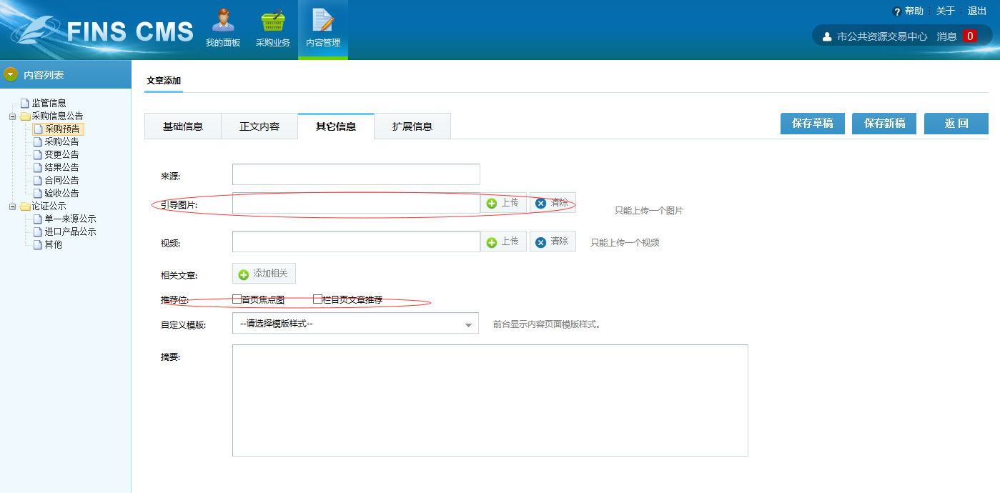 FINS CMS
我的面板
采购业务
内容管理
帮助
关于
退出
市公共资源交易中心 消息 0
内容列表
监管信息
采购信息公告
采购预告
采购公告
变更公告
结果公告
合同公告
验收公告
论证公示
单一来源公示
进口产品公示
其他
文章添加
基础信息
正文内容
其它信息
扩展信息
保存草稿
保存新稿
返 回
来源:
引导图片:
上传
清除
只能上传一个图片
视频:
上传
清除
只能上传一个视频
相关文章:
添加相关
推荐位:
首页焦点图
栏目页文章推荐
自定义模版:
--请选择模版样式--
前台显示内容页面模版样式。
摘要: